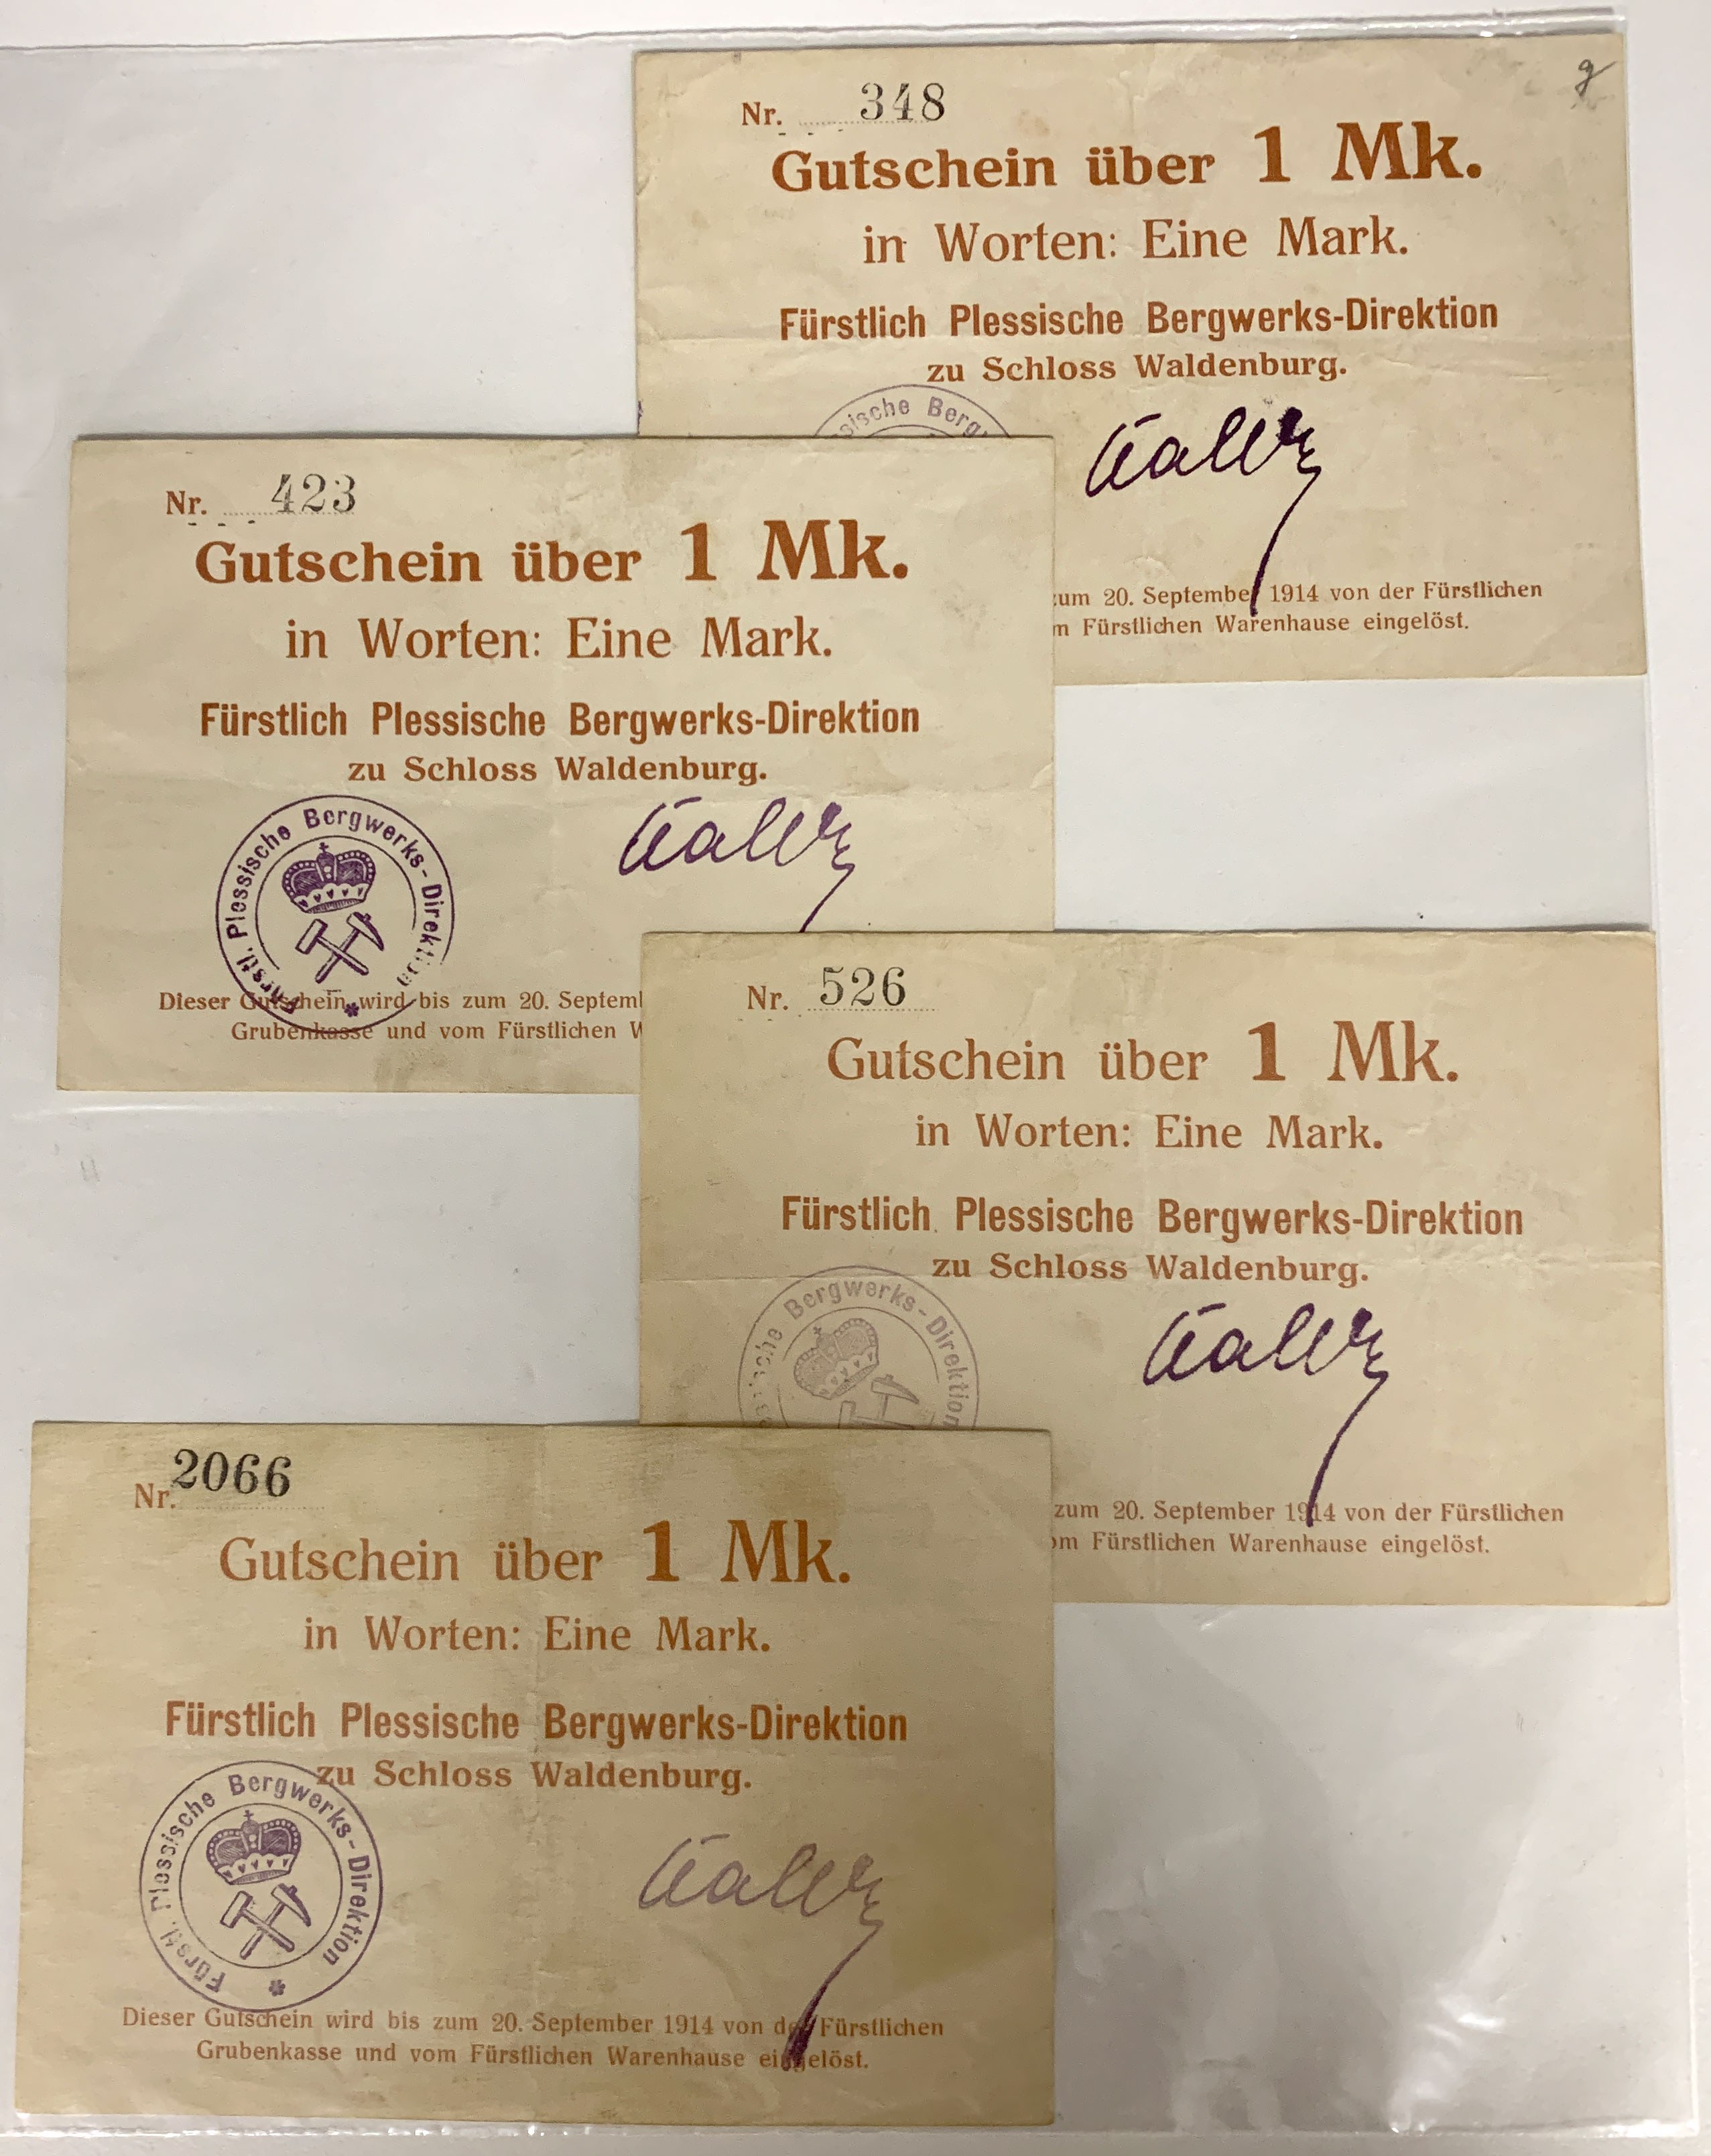 g
Nr. 348
Gutschein über 1 Mk.
in Worten: Eine Mark.
Fürstlich Plessische Bergwerks-Direktion
zu Schloss Waldenburg.
zum 20. September 1914 von der Fürstlichen
Fürstlichen Warenhause eingelöst.
Nr. 423
Gutschein über 1 Mk.
in Worten: Eine Mark.
Fürstlich Plessische Bergwerks-Direktion
zu Schloss Waldenburg.
Fürstl. Plessische Bergwerks-Direktion
Dieser Gutschein wird bis zum 20. Septem
Grubenkasse und vom Fürstlichen W
Nr. 526
Gutschein über 1 Mk.
in Worten: Eine Mark.
Fürstlich Plessische Bergwerks-Direktion
zu Schloss Waldenburg.
Bergwerks-Direktion
zum 20. September 1914 von der Fürstlichen
om Fürstlichen Warenhause eingelöst.
Nr. 2066
Gutschein über 1 Mk.
in Worten: Eine Mark.
Fürstlich Plessische Bergwerks-Direktion
zu Schloss Waldenburg.
Fürstl. Plessische Bergwerks-Direktion
Dieser Gutschein wird bis zum 20. September 1914 von der Fürstlichen
Grubenkasse und vom Fürstlichen Warenhause eingelöst.